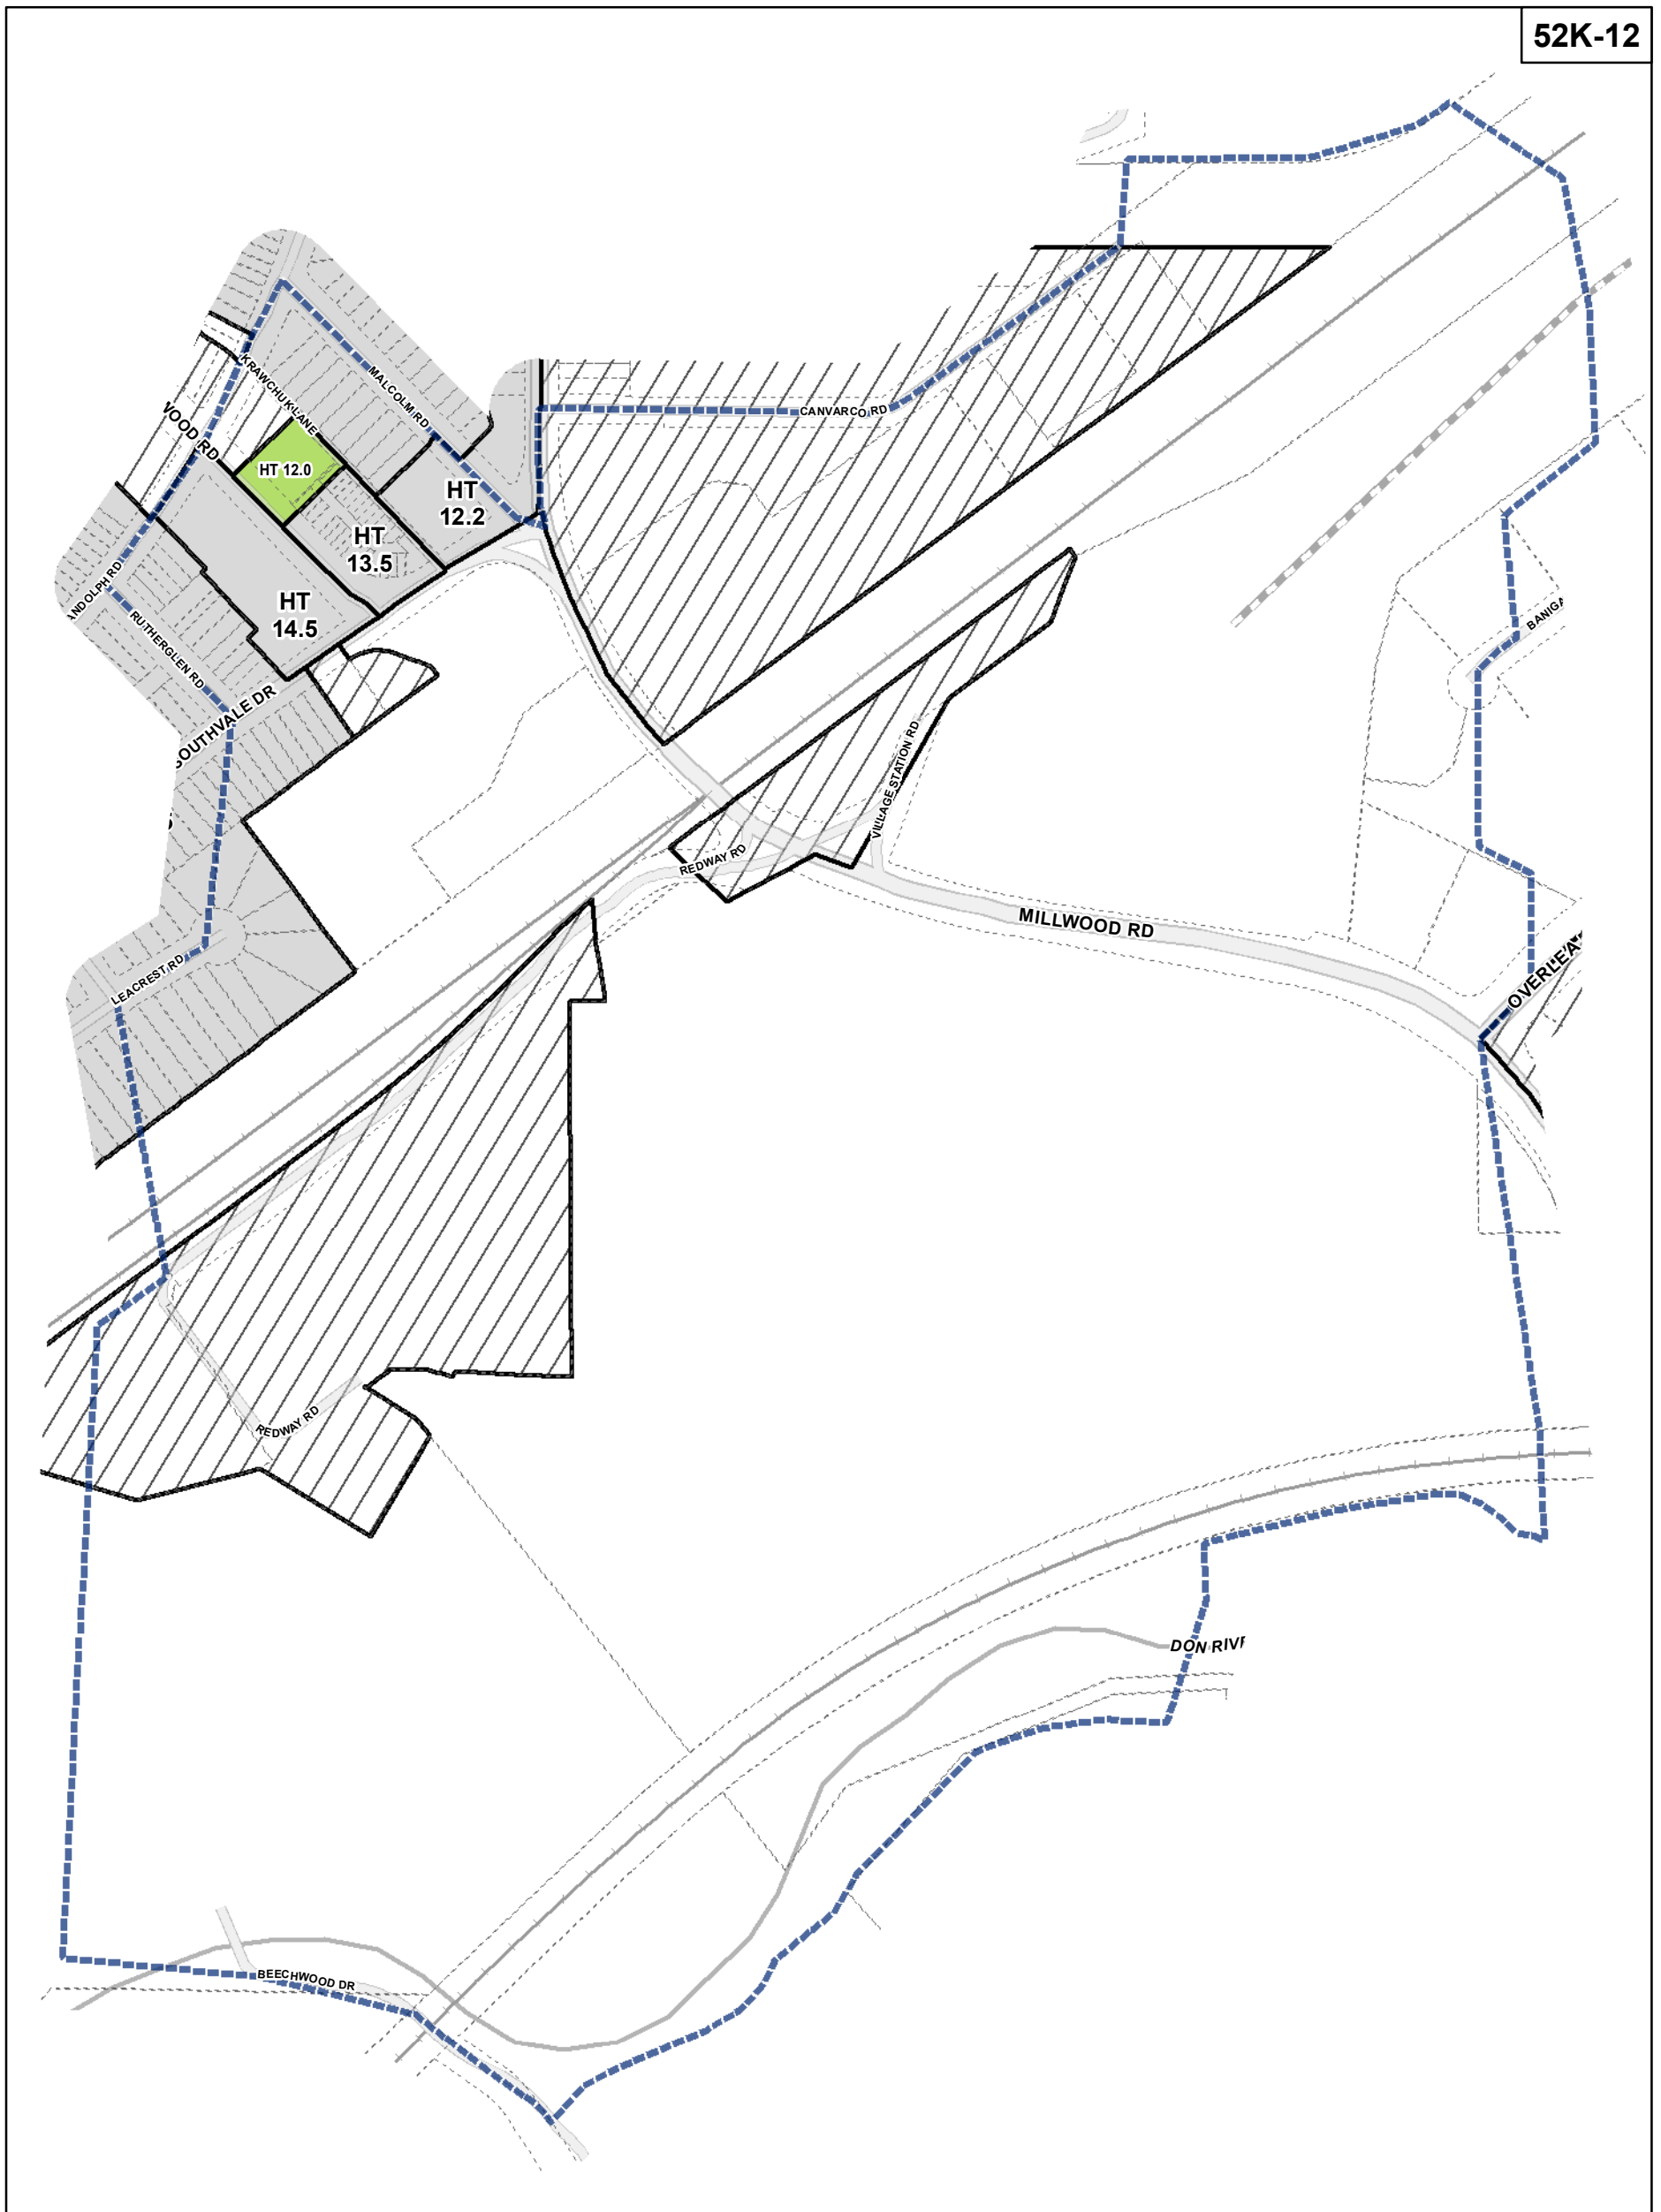 52K-12
KRAWCHUK LANE
MALCOLM RD
CANVARCO RD
WOOD RD
HT 12.0
HT
12.2
HT
13.5
ANDOLPH RD
HT
14.5
RUTHERGLEN RD
BANIGA
SOUTHVALE DR
VILLAGE STATION RD
REDWAY RD
MILLWOOD RD
OVERLEA
LEACREST RD
REDWAY RD
DON RIVE
BEECHWOOD DR